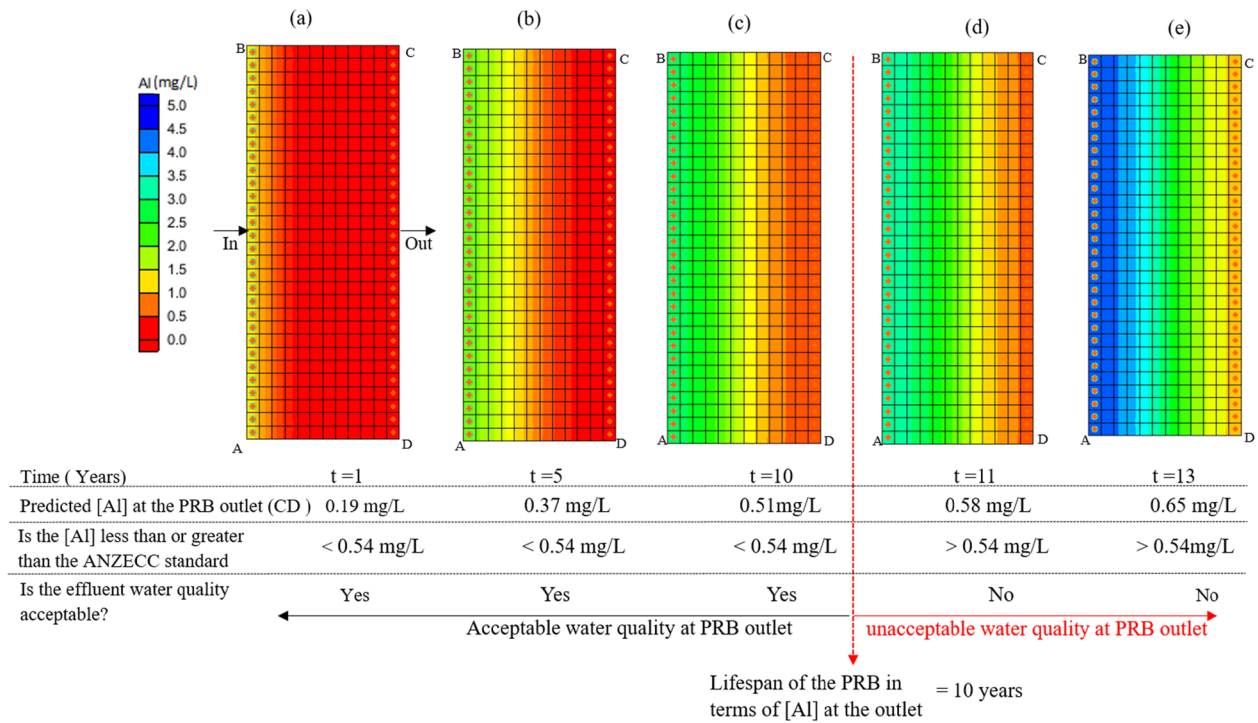 (a)
(b)
(c)
(d)
(e)
B
C
B
C
B
C
B
C
B
C
Al (mg/L)
5.0
4.5
4.0
3.5
3.0
2.5
2.0
1.5
1.0
0.5
0.0
In
Out
A
D
A
D
A
D
A
D
A
D
Time ( Years) t =1 t =5 t =10 t =11 t =13
Predicted [Al] at the PRB outlet (CD ) 0.19 mg/L 0.37 mg/L 0.51mg/L 0.58 mg/L 0.65 mg/L
Is the [Al] less than or greater
than the ANZECC standard
< 0.54 mg/L < 0.54 mg/L < 0.54 mg/L > 0.54 mg/L > 0.54mg/L
Is the effluent water quality
acceptable?
Yes Yes Yes No No
Acceptable water quality at PRB outlet
unacceptable water quality at PRB outlet
Lifespan of the PRB in
terms of [Al] at the outlet
= 10 years